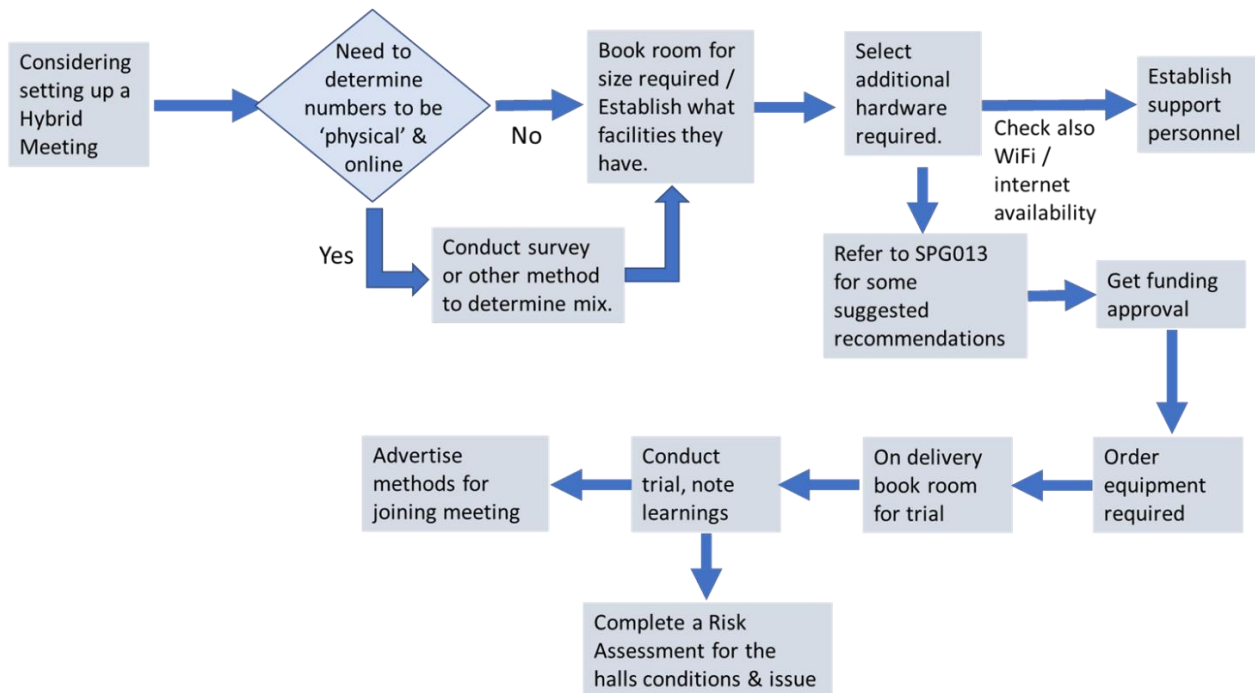 Considering
setting up a
Hybrid
Meeting
Need to
determine
numbers to be
‘physical’ &
online
No
Yes
Conduct survey
or other method
to determine mix.
Book room for
size required /
Establish what
facilities they
have.
Select
additional
hardware
required.
Check also
WiFi /
internet
availability
Establish
support
personnel
Refer to SPG013
for some
suggested
recommendations
Get funding
approval
Order
equipment
required
On delivery
book room
for trial
Conduct
trial, note
learnings
Advertise
methods for
joining meeting
Complete a Risk
Assessment for the
halls conditions & issue